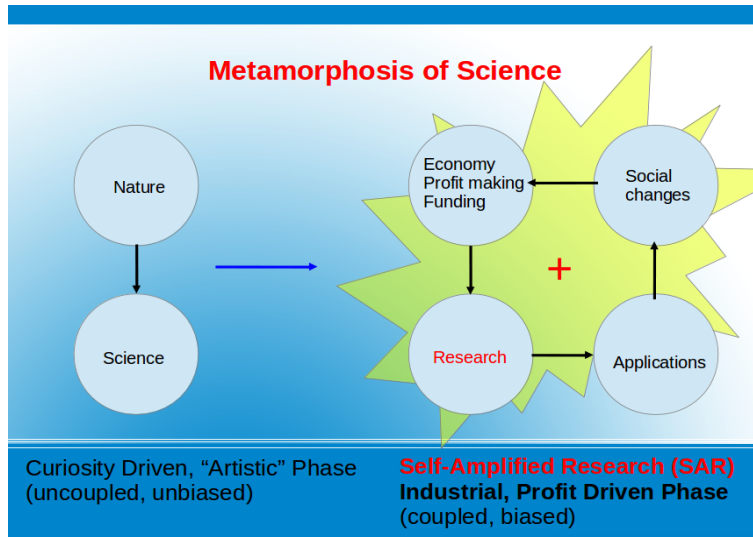 Metamorphosis of Science
Nature
Science
Economy
Profit making
Funding
Social
changes
+
Research
Applications
Curiosity Driven, “Artistic” Phase
(uncoupled, unbiased)
Self-Amplified Research (SAR)
Industrial, Profit Driven Phase
(coupled, biased)